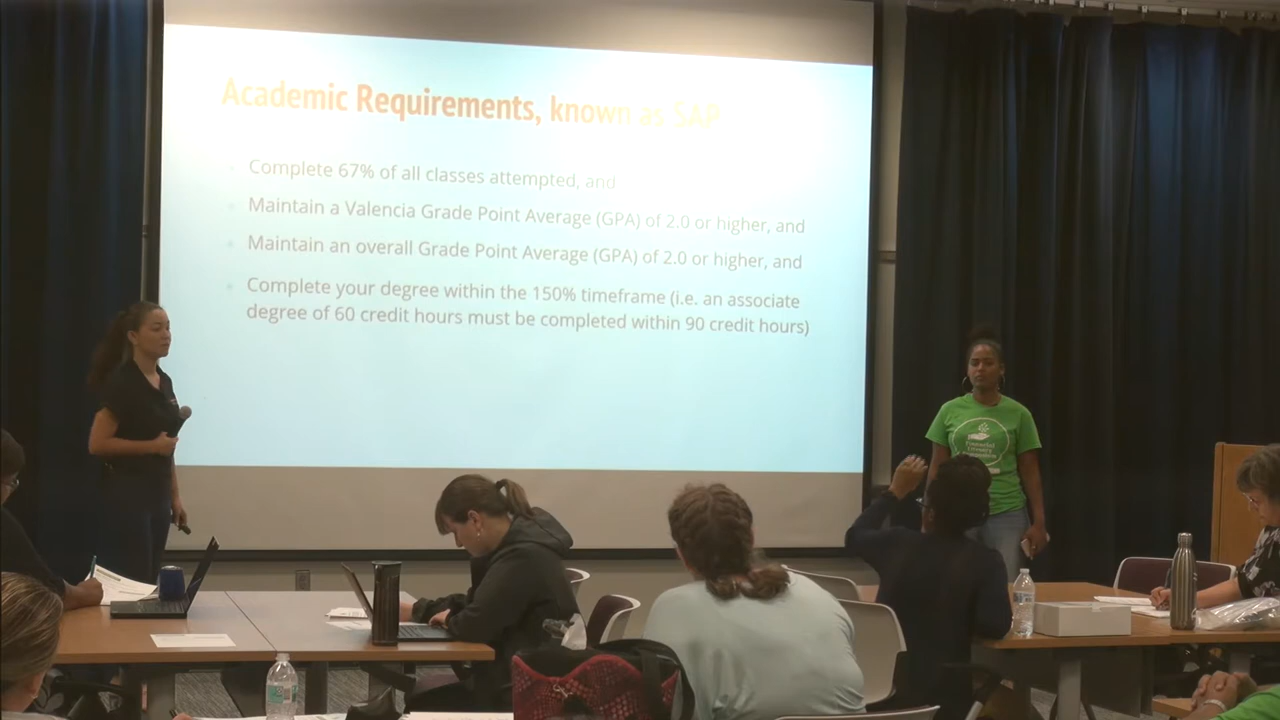 Academic Requirements, known as SAP
Complete 67% of all classes attempted, and
Maintain a Valencia Grade Point Average (GPA) of 2.0 or higher, and
Maintain an overall Grade Point Average (GPA) of 2.0 or higher, and
Complete your degree within the 150% timeframe (i.e. an associate
degree of 60 credit hours must be completed within 90 credit hours)
Financial
Literacy